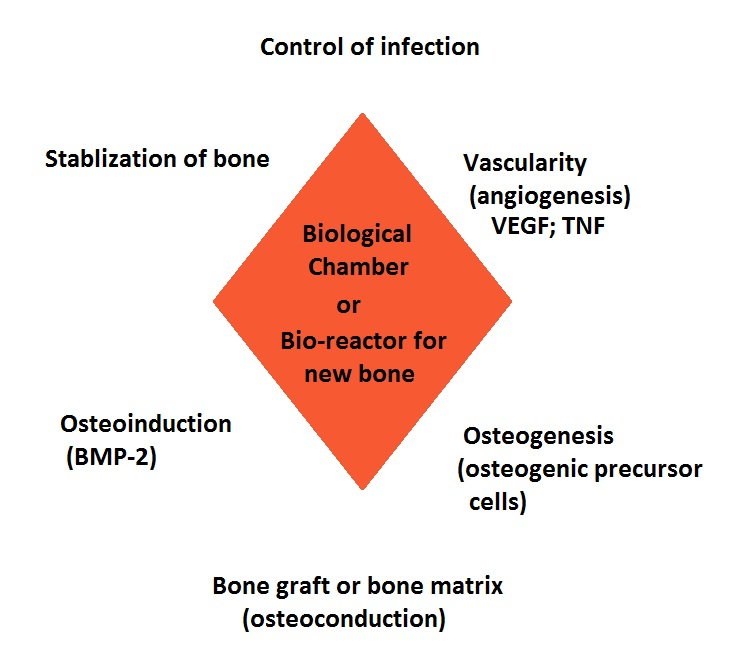 Control of infection
Stablization of bone
Vascularity
(angiogenesis)
VEGF; TNF
Biological
Chamber
or
Bio-reactor for
new bone
Osteoinduction
(BMP-2)
Osteogenesis
(osteogenic precursor
cells)
Bone graft or bone matrix
(osteoconduction)